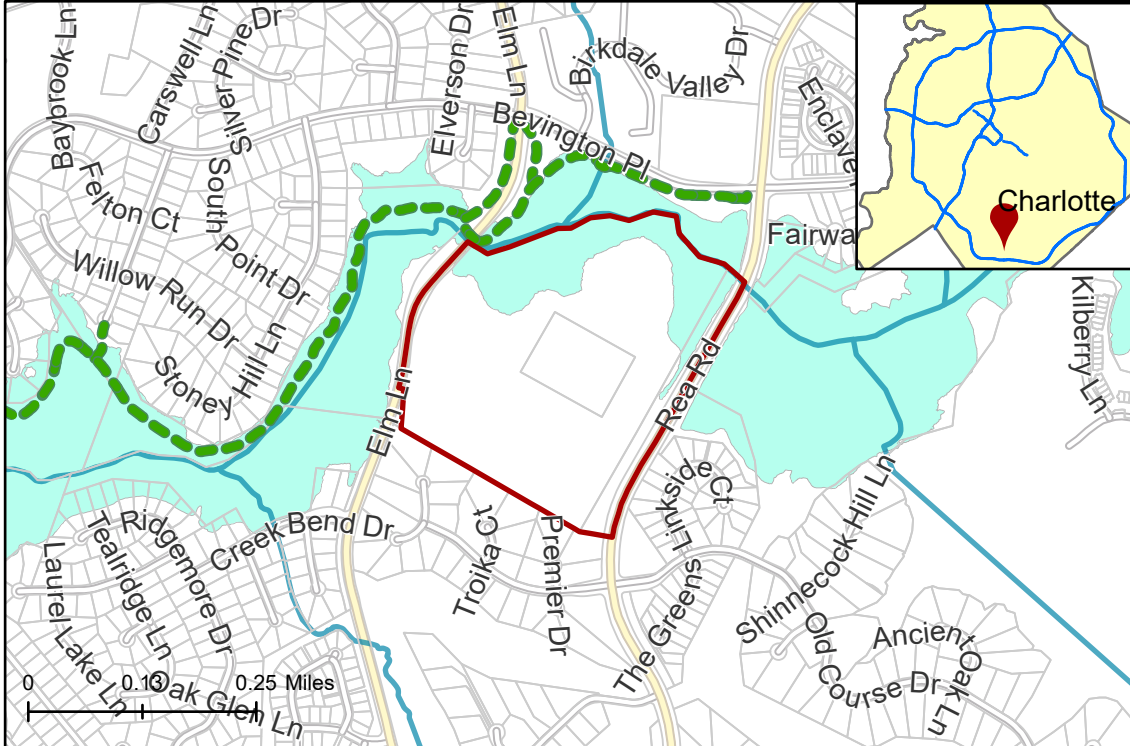 Baybrook Ln
Carswell Ln
Silver Pine Dr
Elverson Dr
Elm Ln
Birkdale Valley Dr
Enclave
Charlotte
Bevington Pl
Felton Ct
South Point Dr
Willow Run Dr
Stoney Hill Ln
Fairwa
Kilberry Ln
Elm Ln
Rea Rd
Linkside Ct
Creek Bend Dr
Troika Ct
Premier Dr
The Greens
Shinnecock Hill Ln
Old Course Dr
Ancient Oak Ln
Laurel Lake Ln
Tealridge Ln
Ridgemore Dr
Oak Glen Ln
0 0.13 0.25 Miles